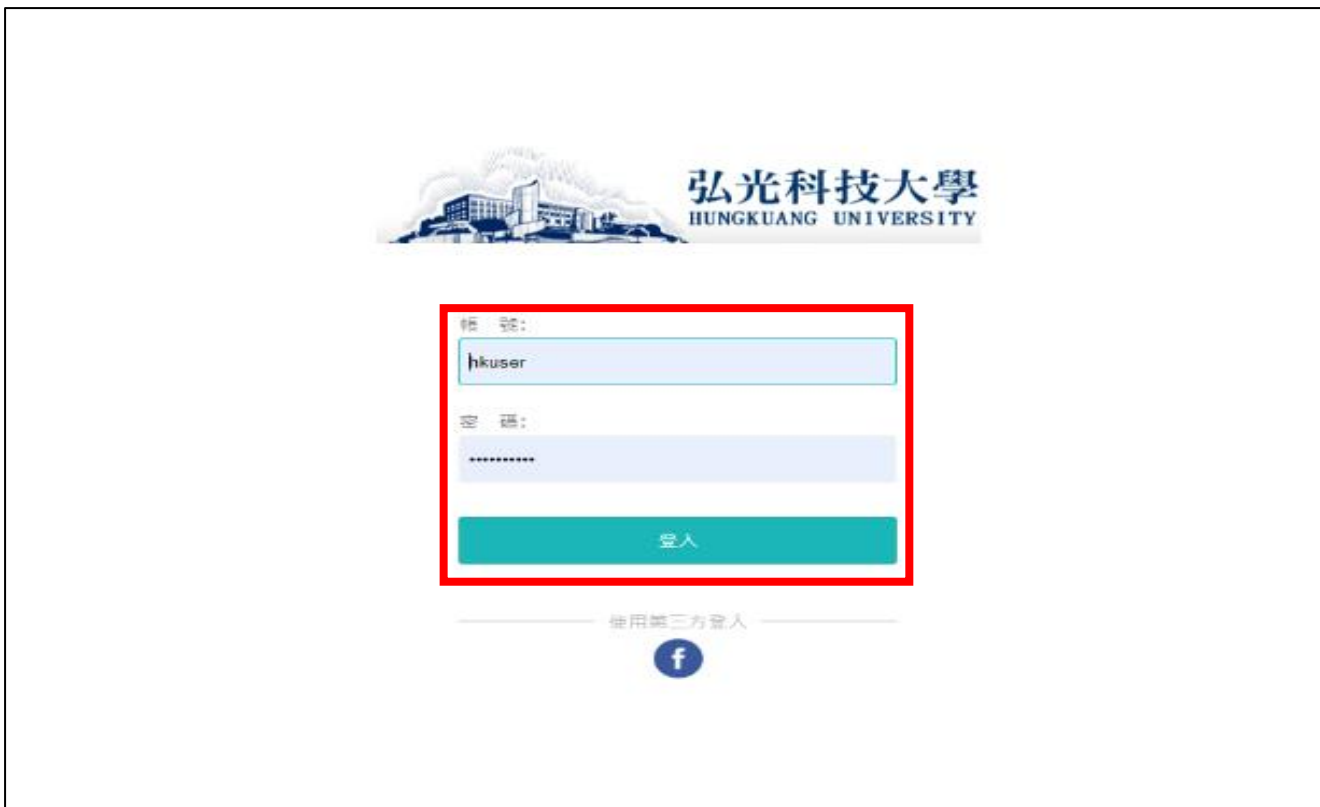 弘光科技大學
HUNGKUANG UNIVERSITY
帳 號:
hkuser
密 碼:
••••••••••
登入
使用第三方登入
f